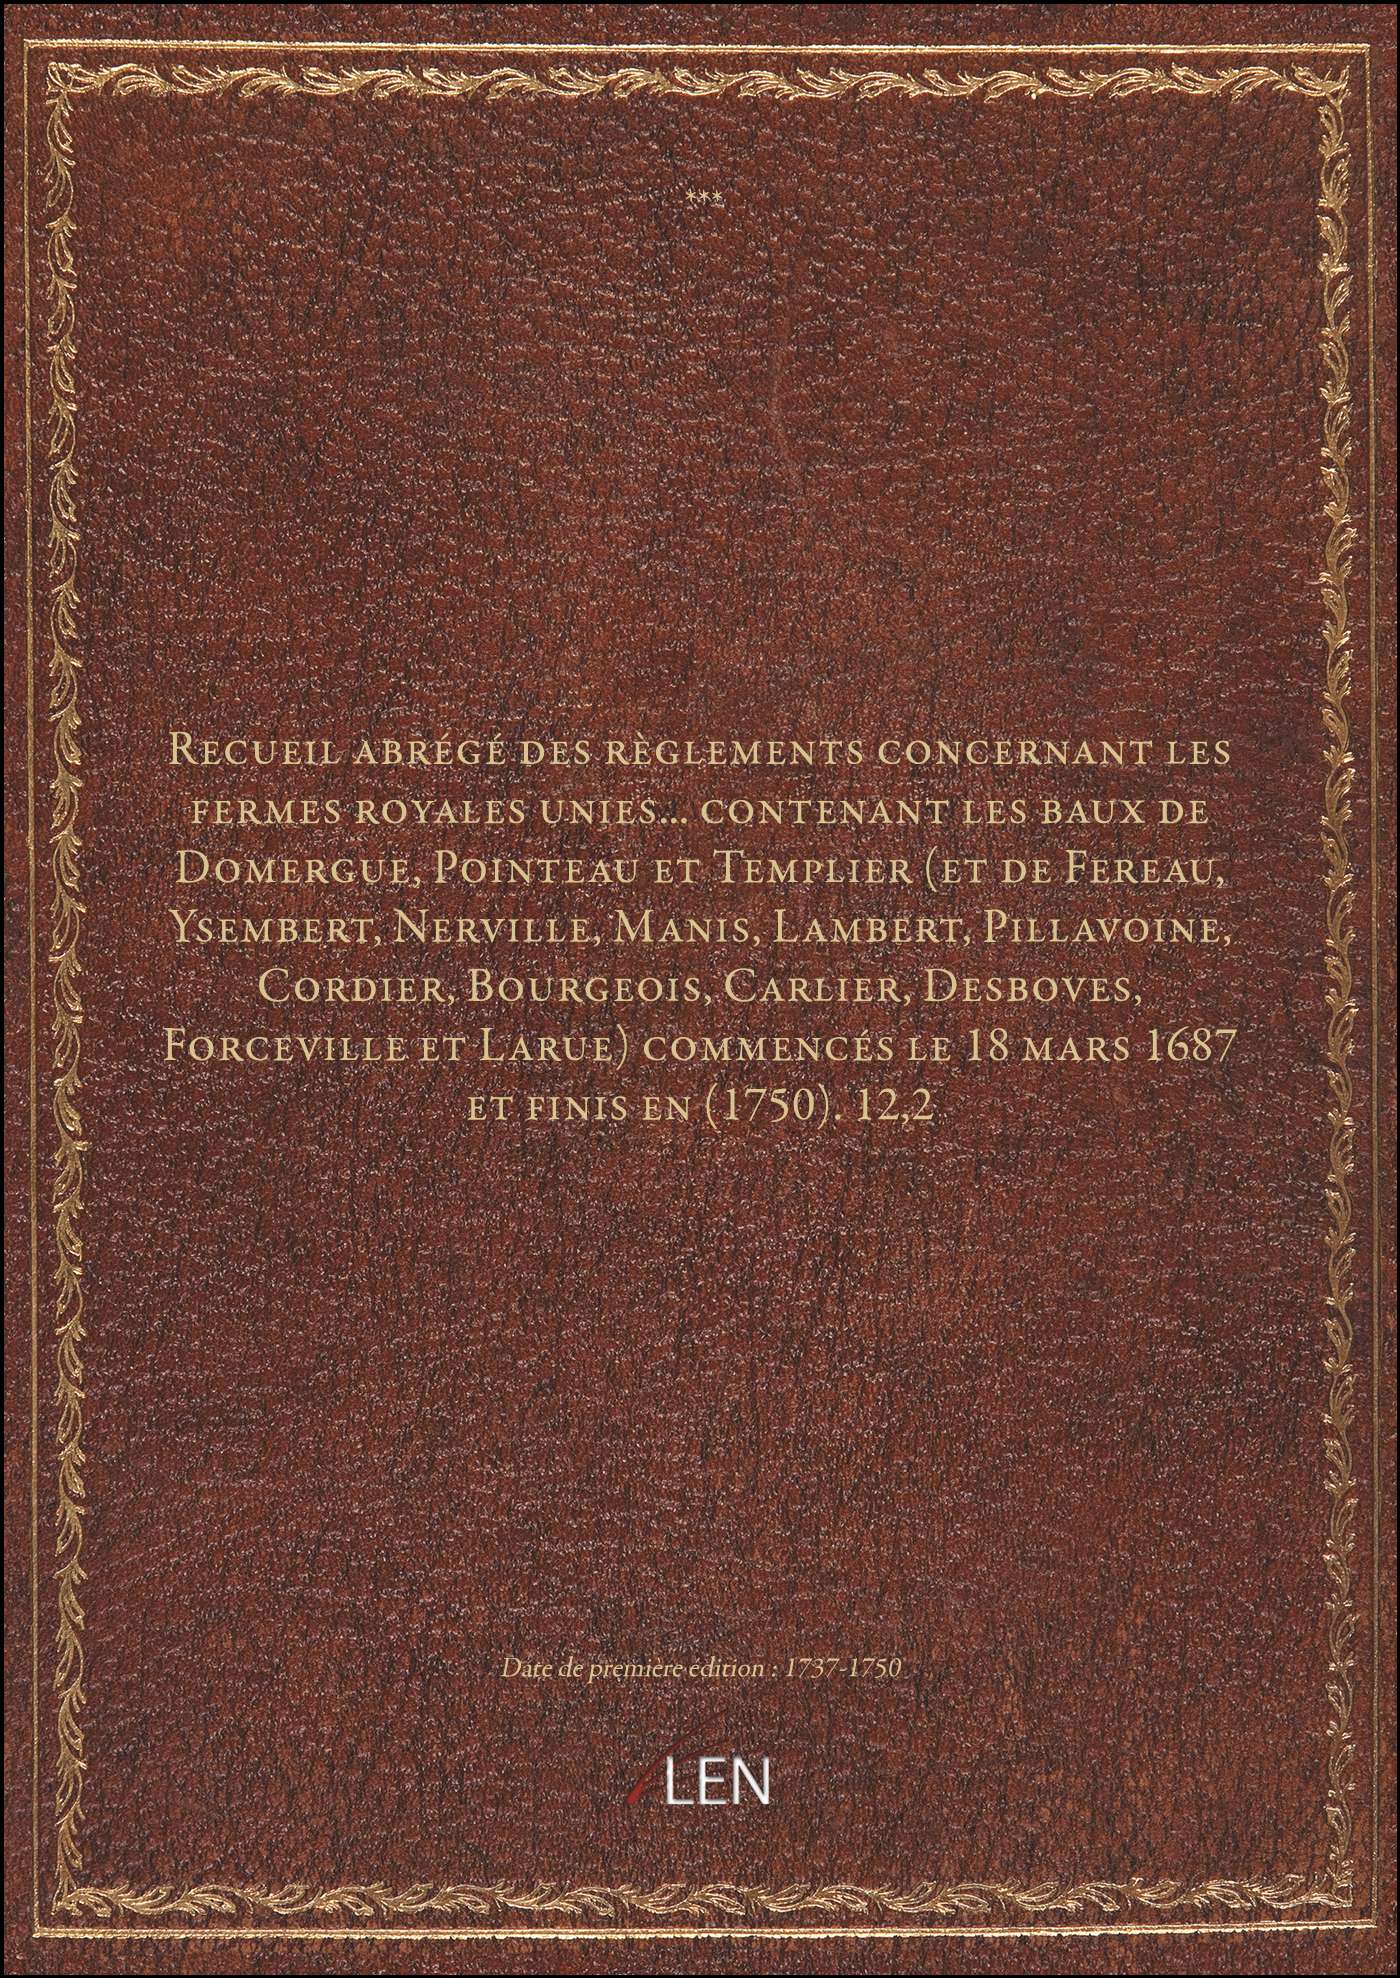 ***
Recueil abrégé des règlements concernant les
fermes royales unies... contenant les baux de
Domergue, Pointeau et Templier (et de Fereau,
Ysembert, Nerville, Manis, Lambert, Pillavoine,
Cordier, Bourgeois, Carlier, Desboves,
Forceville et Larue) commencés le 18 mars 1687
et finis en (1750). 12,2
Date de première édition : 1737-1750
LEN